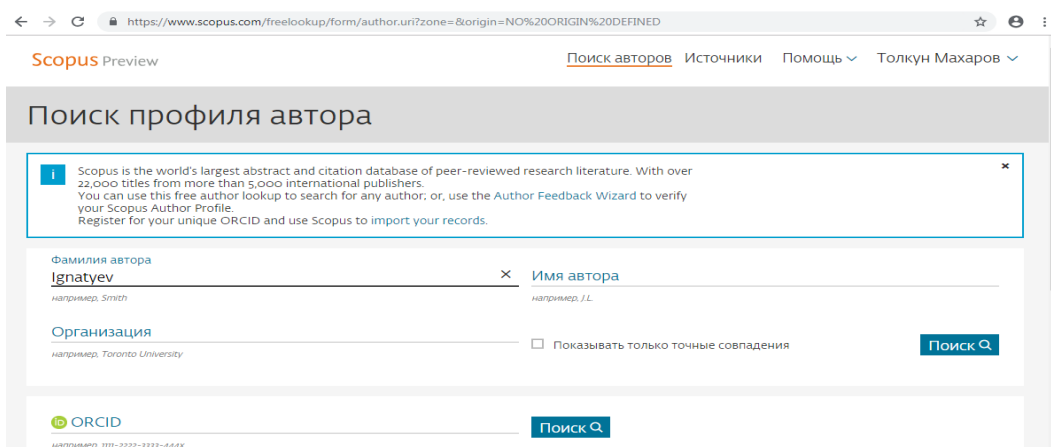 https://www.scopus.com/freelookup/form/author.uri?zone=&origin=NO%20ORIGIN%20DEFINED
Scopus Preview
Поиск авторов Источники Помощь Толкун Махаров
Поиск профиля автора
i
Scopus is the world's largest abstract and citation database of peer-reviewed research literature. With over
22,000 titles from more than 5,000 international publishers.
You can use this free author lookup to search for any author; or, use the Author Feedback Wizard to verify
your Scopus Author Profile.
Register for your unique ORCID and use Scopus to import your records.
Фамилия автора
Ignatyev
например, Smith
Имя автора
например, J.L.
Организация
например, Toronto University
Показывать только точные совпадения
Поиск
iD ORCID
Поиск
например, 1111-2222-3333-444x